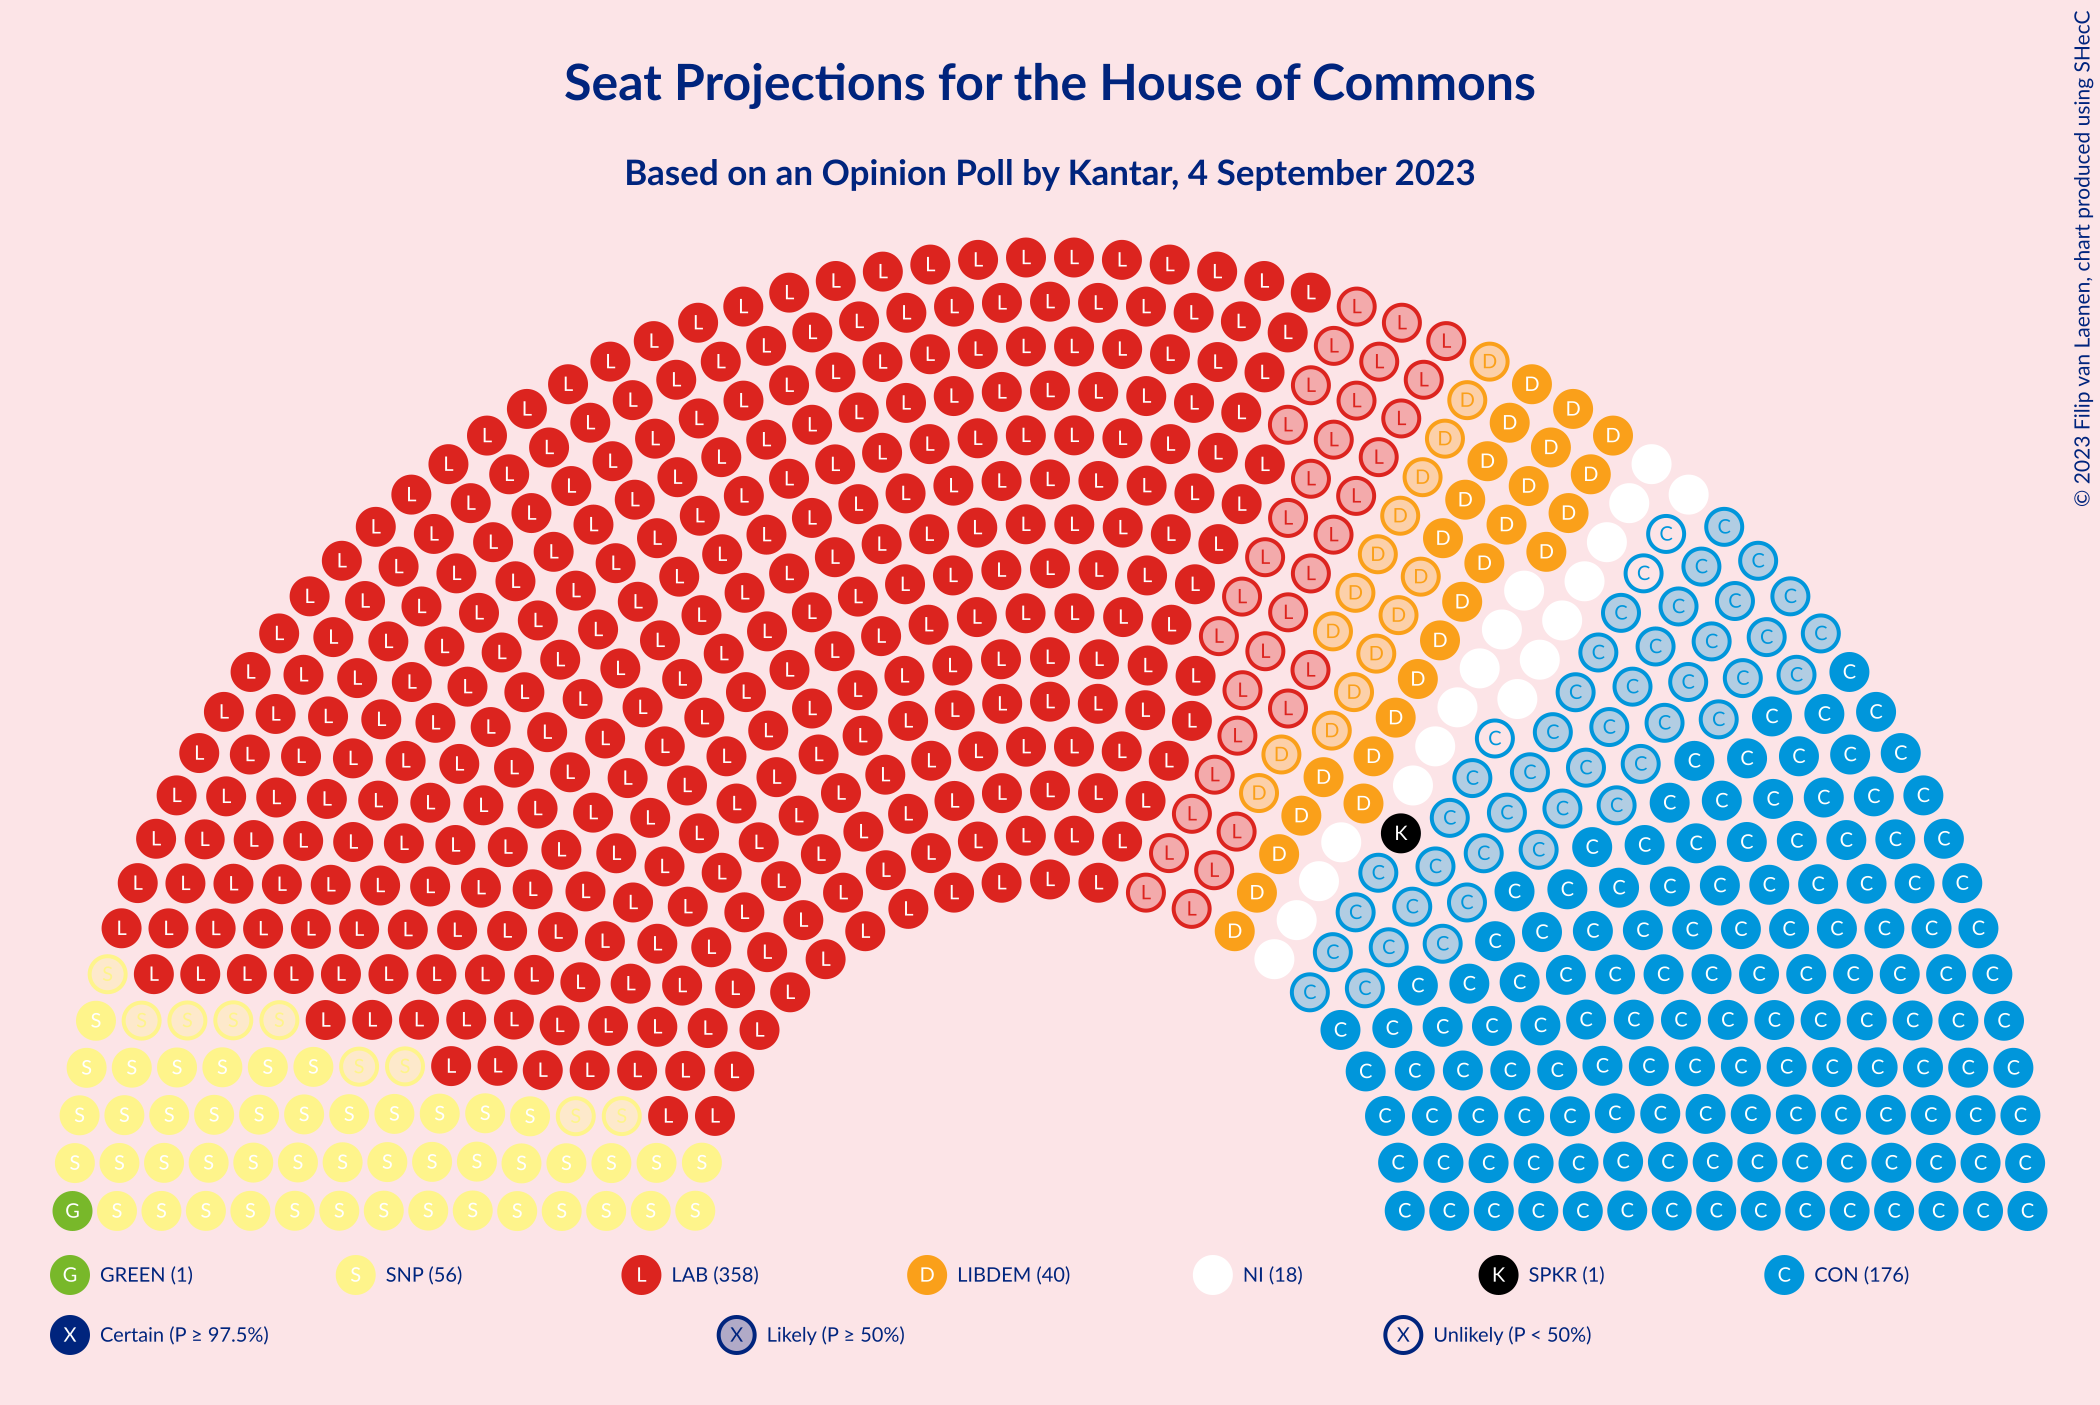 Seat Projections for the House of Commons
Based on an Opinion Poll by Kantar, 4 September 2023
© 2023 Filip van Laenen, chart produced using SHecC
G GREEN (1)
S SNP (56)
L LAB (358)
D LIBDEM (40)
NI (18)
K SPKR (1)
C CON (176)
X Certain (P ≥ 97.5%)
X Likely (P ≥ 50%)
X Unlikely (P < 50%)